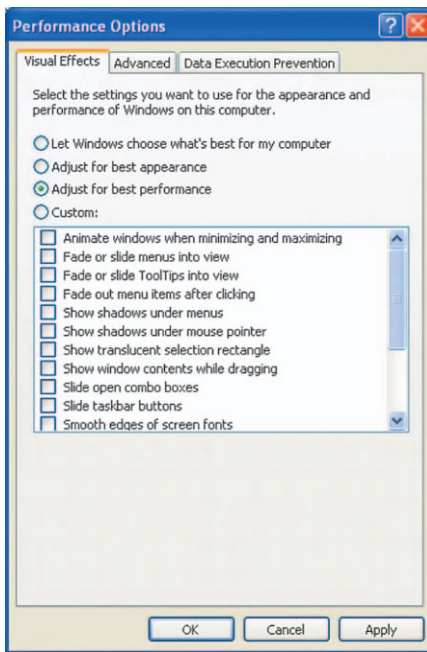 Performance Options
?
X
Visual Effects
Advanced
Data Execution Prevention
Select the settings you want to use for the appearance and
performance of Windows on this computer.
Let Windows choose what's best for my computer
Adjust for best appearance
Adjust for best performance
Custom:
Animate windows when minimizing and maximizing
Fade or slide menus into view
Fade or slide ToolTips into view
Fade out menu items after clicking
Show shadows under menus
Show shadows under mouse pointer
Show translucent selection rectangle
Show window contents while dragging
Slide open combo boxes
Slide taskbar buttons
Smooth edges of screen fonts
OK
Cancel
Apply